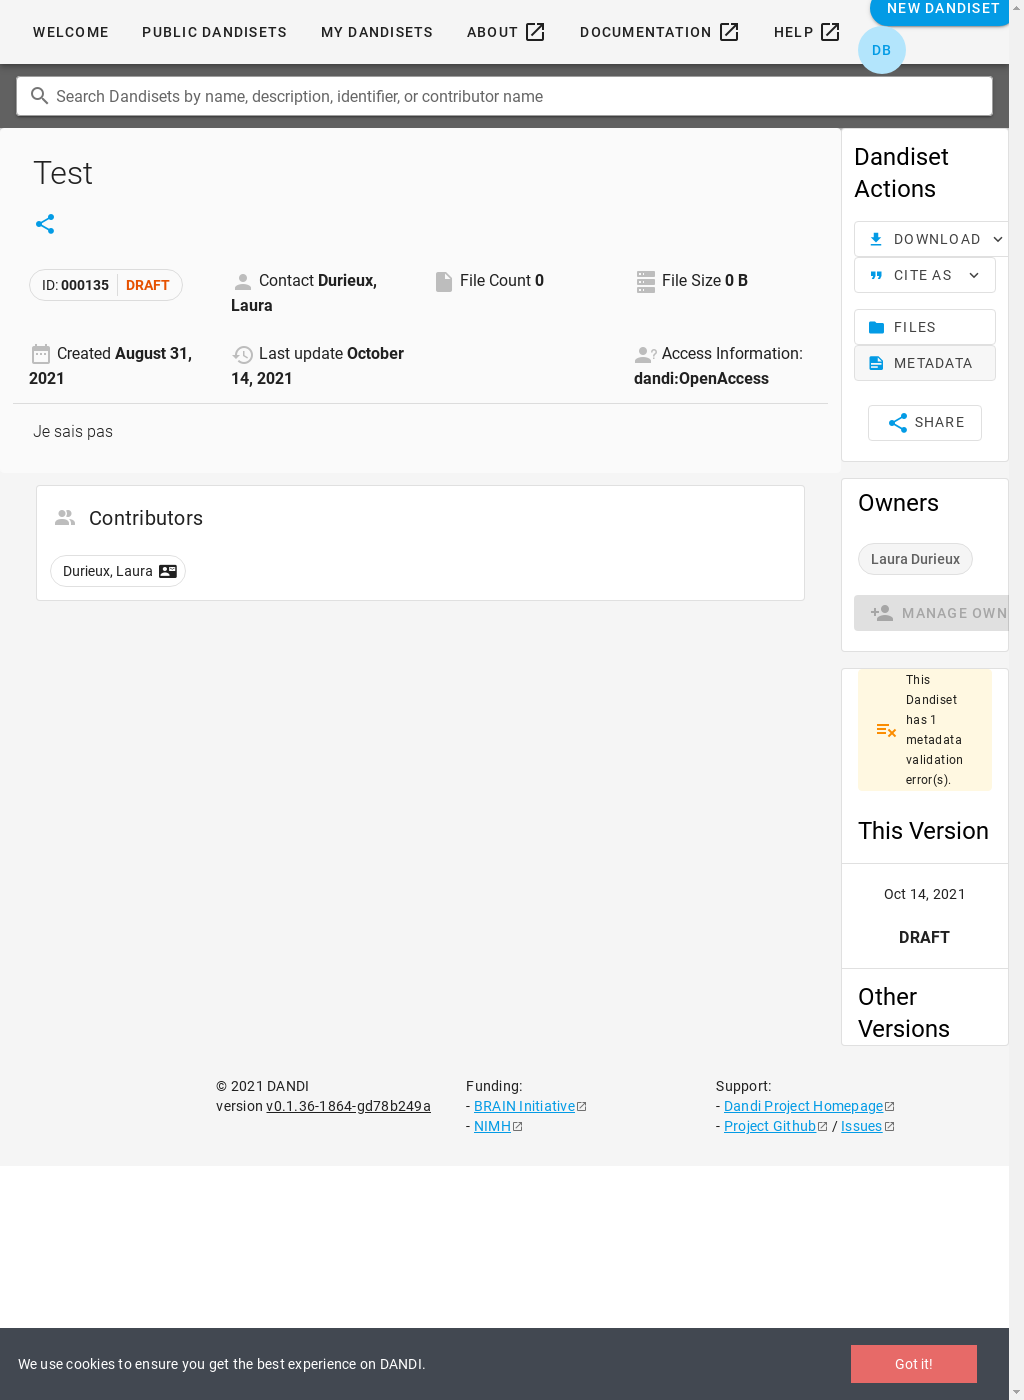 WELCOME PUBLIC DANDISETS MY DANDISETS ABOUT DOCUMENTATION HELP NEW DANDISET
DB
Search Dandisets by name, description, identifier, or contributor name
Test
ID: 000135 DRAFT
Contact Durieux,
Laura
File Count 0
File Size 0 B
Created August 31,
2021
Last update October
14, 2021
Access Information:
dandi:OpenAccess
Je sais pas
Contributors
Durieux, Laura
Dandiset
Actions
DOWNLOAD
CITE AS
FILES
METADATA
SHARE
Owners
Laura Durieux
MANAGE OWN
This
Dandiset
has 1
metadata
validation
error(s).
This Version
Oct 14, 2021
DRAFT
Other
Versions
© 2021 DANDI
version v0.1.36-1864-gd78b249a
Funding:
- BRAIN Initiative
- NIMH
Support:
- Dandi Project Homepage
- Project Github / Issues
We use cookies to ensure you get the best experience on DANDI.
Got it!